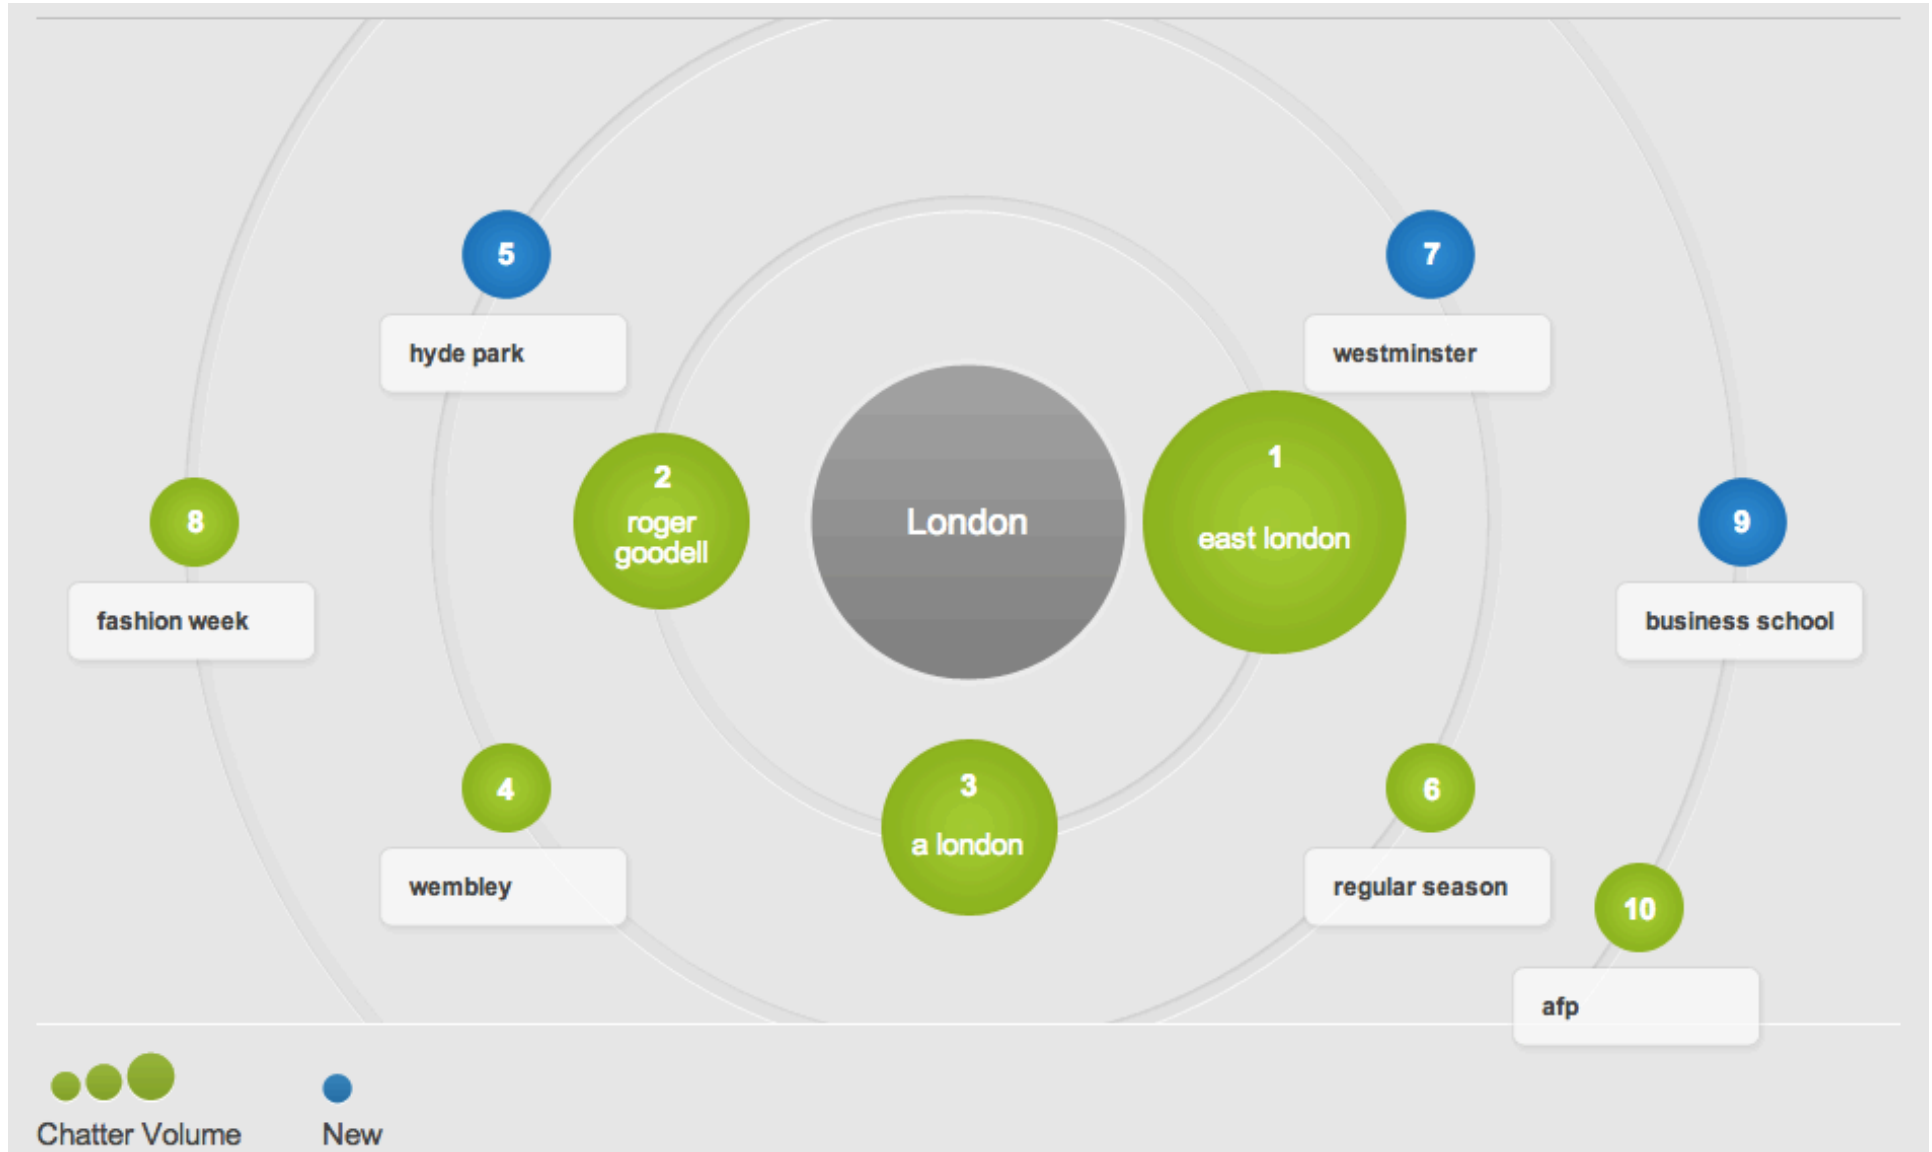 5
hyde park
7
westminster
1
east london
2
roger
goodell
London
8
fashion week
9
business school
4
wembley
3
a london
6
regular season
10
afp
Chatter Volume
New